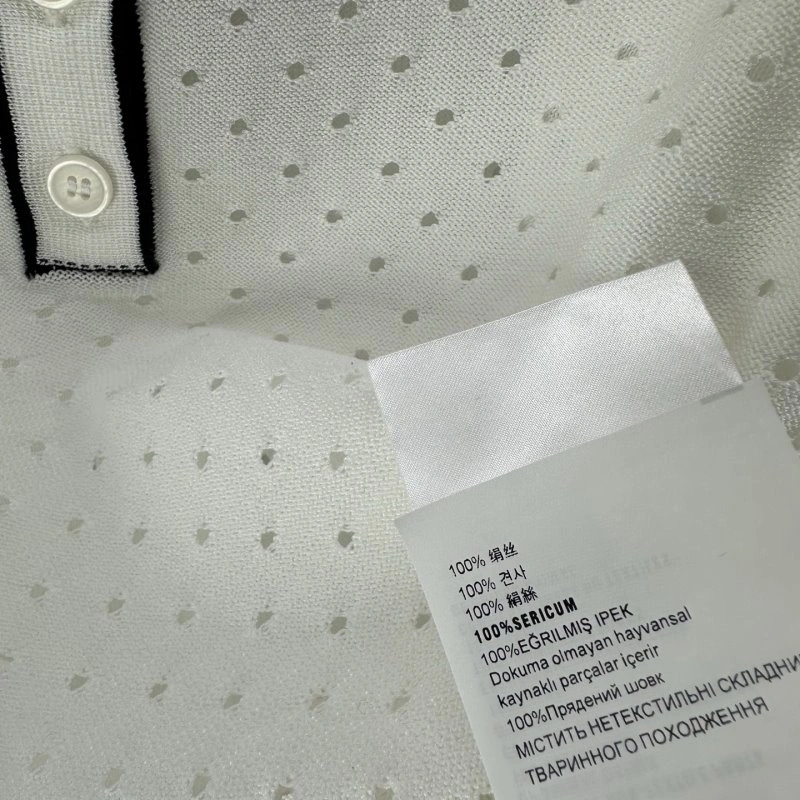 100% 绢丝
100% 견사
100% 絹絲
100%SERICUM
100%EĞRILMIŞ IPEK
Dokuma olmayan hayvansal
kaynaklı parçalar içerir
100%Прядений шовк
МІСТИТЬ НЕТЕКСТИЛЬНІ
ТВАРИННОГО ПОХОДЖЕННЯ